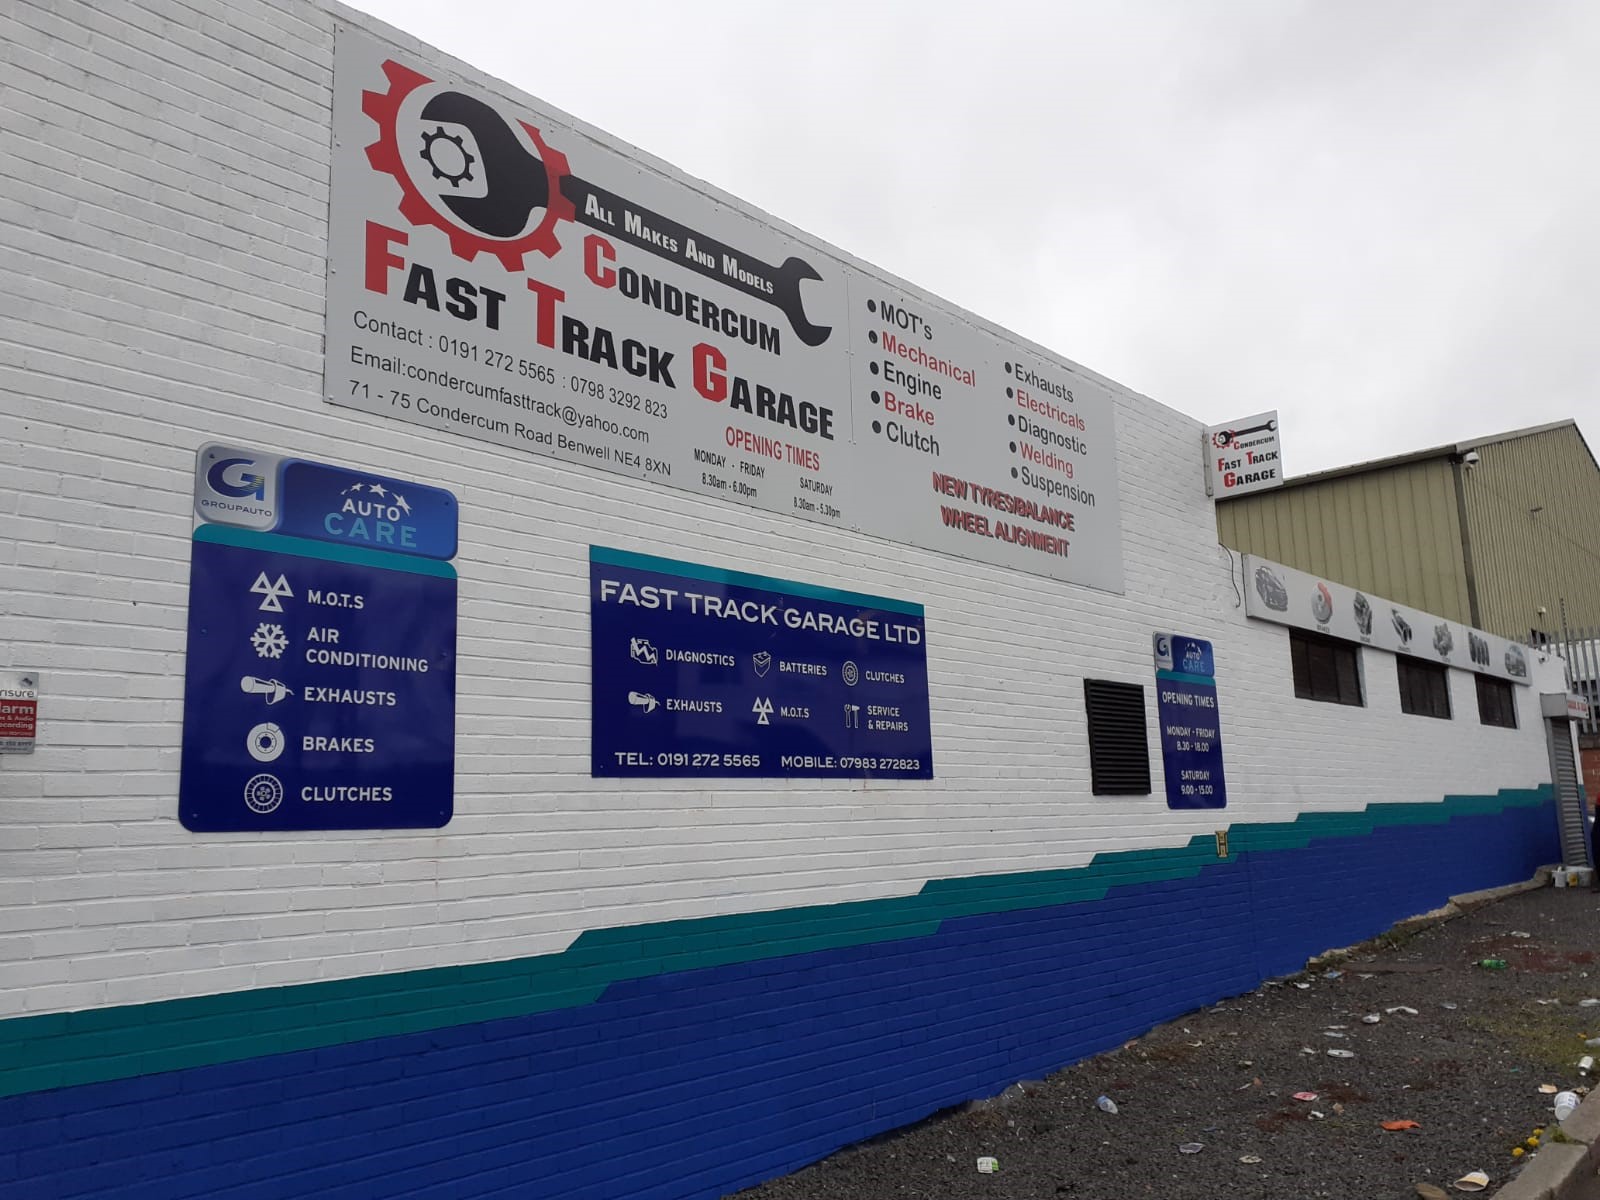 All Makes And Models
Condercum
Fast Track Garage
Contact : 0191 272 5565 : 0798 3292 823
Email:condercumfasttrack@yahoo.com
71 - 75 Condercum Road Benwell NE4 8XN
OPENING TIMES
MONDAY - FRIDAY
8.30am - 6.00pm
SATURDAY
8.30am - 5.30pm
MOT's
Mechanical
Engine
Brake
Clutch
Exhausts
Electricals
Diagnostic
Welding
Suspension
NEW TYRES/BALANCE
WHEEL ALIGNMENT
Condercum
Fast Track
Garage
G
GROUPAUTO
AUTO
CARE
M.O.T.S
AIR
CONDITIONING
EXHAUSTS
BRAKES
CLUTCHES
FAST TRACK GARAGE LTD
DIAGNOSTICS
BATTERIES
CLUTCHES
EXHAUSTS
M.O.T.S
SERVICE
& REPAIRS
TEL: 0191 272 5565 MOBILE: 07983 272823
AUTO
CARE
OPENING TIMES
MONDAY - FRIDAY
8.30 - 18.00
SATURDAY
9.00 - 15.00
H